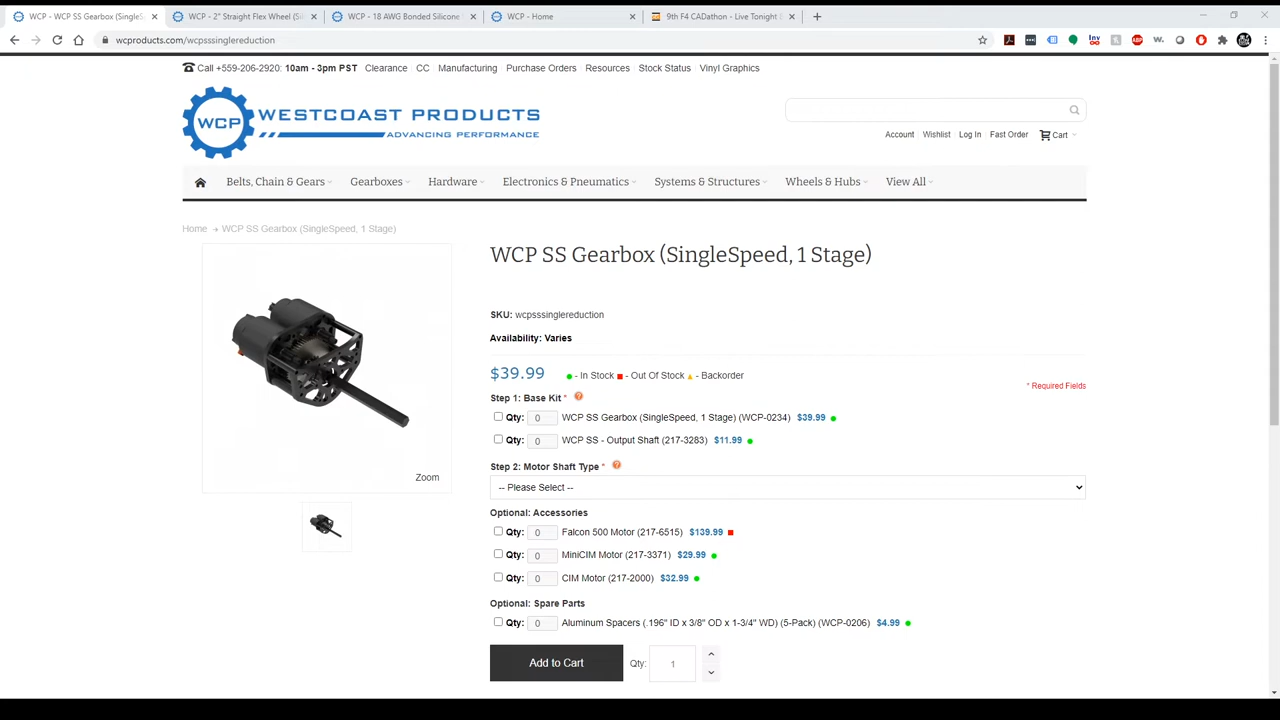 WCP - WCP SS Gearbox (SingleS
WCP - 2" Straight Flex Wheel (Si
WCP - 18 AWG Bonded Silicone
WCP - Home
9th F4 CADathon - Live Tonight
wcproducts.com/wcpsssinglereduction
Call +559-206-2920: 10am - 3pm PST Clearance CC Manufacturing Purchase Orders Resources Stock Status Vinyl Graphics
WCP WESTCOAST PRODUCTS
ADVANCING PERFORMANCE
Account Wishlist Log In Fast Order Cart
Belts, Chain & Gears Gearboxes Hardware Electronics & Pneumatics Systems & Structures Wheels & Hubs View All
Home → WCP SS Gearbox (SingleSpeed, 1 Stage)
WCP SS Gearbox (SingleSpeed, 1 Stage)
SKU: wcpsssinglereduction
Availability: Varies
$39.99 - In Stock - Out Of Stock - Backorder
* Required Fields
Step 1: Base Kit * ?
Qty: 0 WCP SS Gearbox (SingleSpeed, 1 Stage) (WCP-0234) $39.99
Qty: 0 WCP SS - Output Shaft (217-3283) $11.99
Step 2: Motor Shaft Type * ?
-- Please Select --
Optional: Accessories
Qty: 0 Falcon 500 Motor (217-6515) $139.99
Qty: 0 MiniCIM Motor (217-3371) $29.99
Qty: 0 CIM Motor (217-2000) $32.99
Optional: Spare Parts
Qty: 0 Aluminum Spacers (.196" ID x 3/8" OD x 1-3/4" WD) (5-Pack) (WCP-0206) $4.99
Zoom
Add to Cart Qty: 1